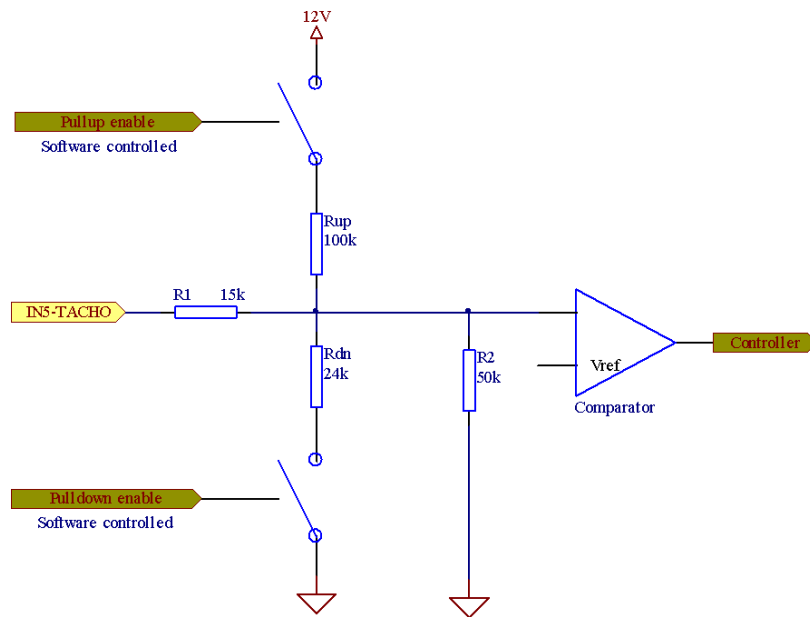 12V
Pullup enable
Software controlled
Rup
100k
R1 15k
IN5-TACHO
Rdn
24k
R2
50k
Vref
Comparator
Controller
Pulldown enable
Software controlled